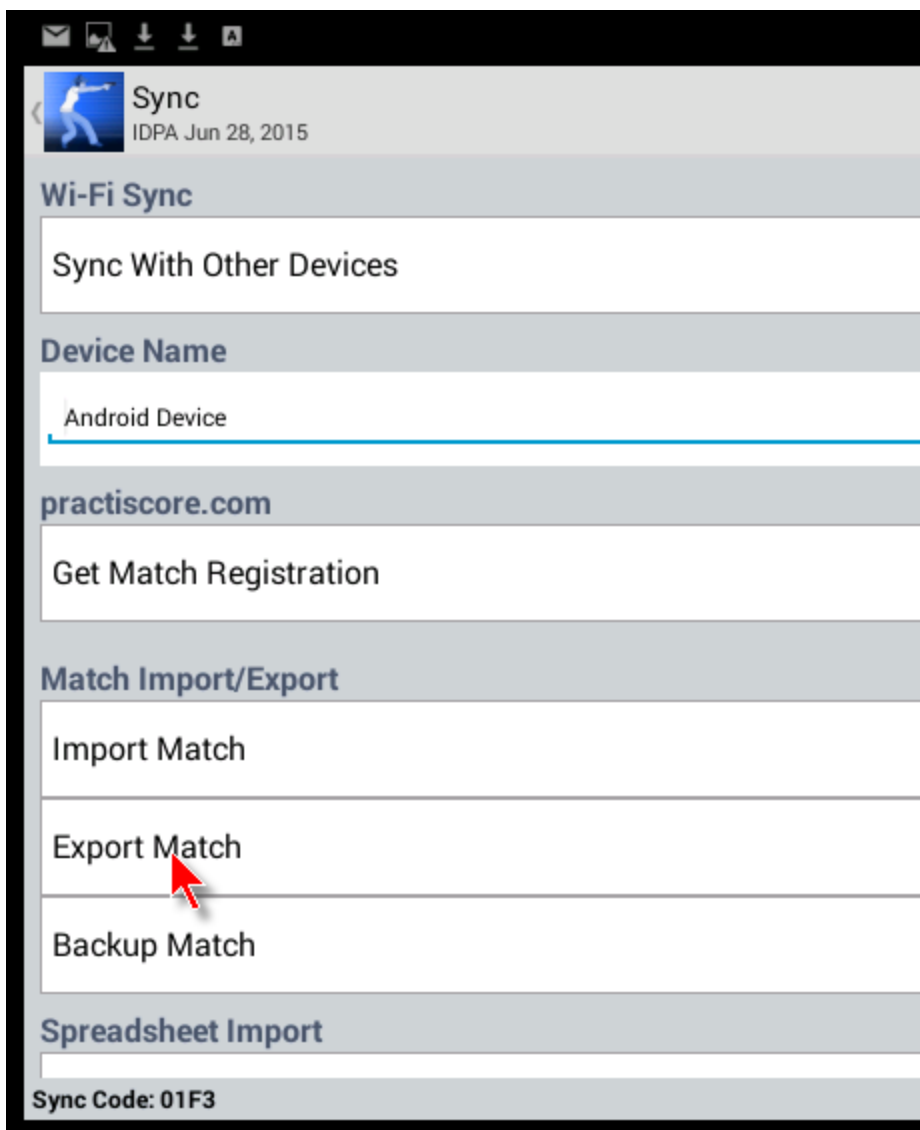 A
Sync
IDPA Jun 28, 2015
Wi-Fi Sync
Sync With Other Devices
Device Name
Android Device
practiscore.com
Get Match Registration
Match Import/Export
Import Match
Export Match
Backup Match
Spreadsheet Import
Sync Code: 01F3